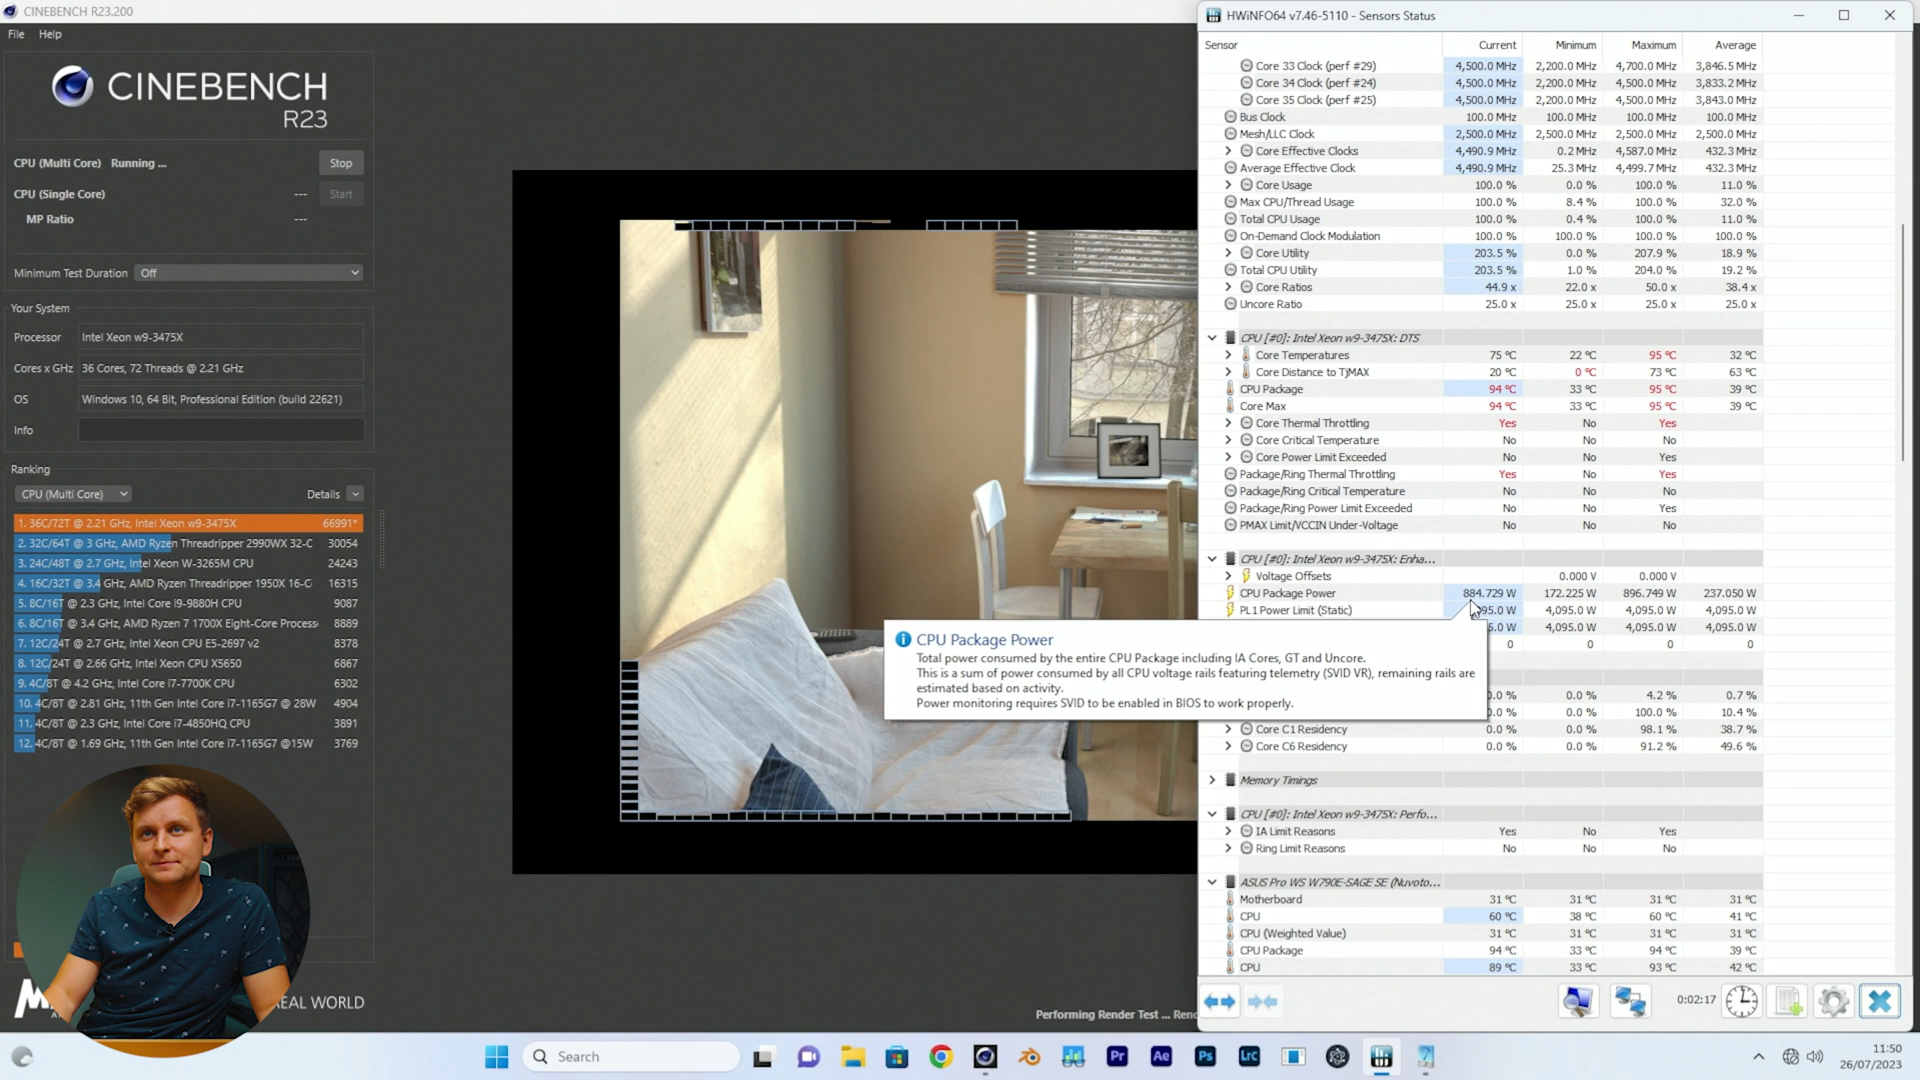 CINEBENCH R23.200
File Help
CINEBENCH
R23
CPU (Multi Core) Running ... Stop
CPU (Single Core) --- Start
MP Ratio ---
Minimum Test Duration Off
Your System
Processor Intel Xeon w9-3475X
Cores x GHz 36 Cores, 72 Threads @ 2.21 GHz
OS Windows 10, 64 Bit, Professional Edition (build 22621)
Info
Ranking
CPU (Multi Core) Details
1. 36C/72T @ 2.21 GHz, Intel Xeon w9-3475X 66991*
2. 32C/64T @ 3 GHz, AMD Ryzen Threadripper 2990WX 32-C 30054
3. 24C/48T @ 2.7 GHz, Intel Xeon W-3265M CPU 24243
4. 16C/32T @ 3.4 GHz, AMD Ryzen Threadripper 1950X 16-C 16315
5. 8C/16T @ 2.3 GHz, Intel Core i9-9880H CPU 9087
6. 8C/16T @ 3.4 GHz, AMD Ryzen 7 1700X Eight-Core Process 8889
7. 12C/24T @ 2.7 GHz, Intel Xeon CPU E5-2697 v2 8378
8. 12C/24T @ 2.66 GHz, Intel Xeon CPU X5650 6867
9. 4C/8T @ 4.2 GHz, Intel Core i7-7700K CPU 6302
10. 4C/8T @ 2.81 GHz, 11th Gen Intel Core i7-1165G7 @ 28W 4904
11. 4C/8T @ 2.3 GHz, Intel Core i7-4850HQ CPU 3891
12. 4C/8T @ 1.69 GHz, 11th Gen Intel Core i7-1165G7 @15W 3769
REAL WORLD
Performing Render Test ...
HWiNFO64 v7.46-5110 - Sensors Status
Sensor Current Minimum Maximum Average
Core 33 Clock (perf #29) 4,500.0 MHz 2,200.0 MHz 4,700.0 MHz 3,846.5 MHz
Core 34 Clock (perf #24) 4,500.0 MHz 2,200.0 MHz 4,500.0 MHz 3,833.2 MHz
Core 35 Clock (perf #25) 4,500.0 MHz 2,200.0 MHz 4,500.0 MHz 3,843.0 MHz
Bus Clock 100.0 MHz 100.0 MHz 100.0 MHz 100.0 MHz
Mesh/LLC Clock 2,500.0 MHz 2,500.0 MHz 2,500.0 MHz 2,500.0 MHz
Core Effective Clocks 4,490.9 MHz 0.2 MHz 4,587.0 MHz 432.3 MHz
Average Effective Clock 4,490.9 MHz 25.3 MHz 4,499.7 MHz 432.3 MHz
Core Usage 100.0 % 0.0 % 100.0 % 11.0 %
Max CPU/Thread Usage 100.0 % 8.4 % 100.0 % 32.0 %
Total CPU Usage 100.0 % 0.4 % 100.0 % 11.0 %
On-Demand Clock Modulation 100.0 % 100.0 % 100.0 % 100.0 %
Core Utility 203.5 % 0.0 % 207.9 % 18.9 %
Total CPU Utility 203.5 % 1.0 % 204.0 % 19.2 %
Core Ratios 44.9 x 22.0 x 50.0 x 38.4 x
Uncore Ratio 25.0 x 25.0 x 25.0 x 25.0 x
CPU [#0]: Intel Xeon w9-3475X: DTS
Core Temperatures 75 °C 22 °C 95 °C 32 °C
Core Distance to TjMAX 20 °C 0 °C 73 °C 63 °C
CPU Package 94 °C 33 °C 95 °C 39 °C
Core Max 94 °C 33 °C 95 °C 39 °C
Core Thermal Throttling Yes No Yes
Core Critical Temperature No No No
Core Power Limit Exceeded No No Yes
Package/Ring Thermal Throttling Yes No Yes
Package/Ring Critical Temperature No No No
Package/Ring Power Limit Exceeded No No Yes
PMAX Limit/VCCIN Under-Voltage No No No
CPU [#0]: Intel Xeon w9-3475X: Enha...
Voltage Offsets 0.000 V 0.000 V
CPU Package Power 884.729 W 172.225 W 896.749 W 237.050 W
PL1 Power Limit (Static) 095.0 W 4,095.0 W 4,095.0 W 4,095.0 W
5.0 W 4,095.0 W 4,095.0 W 4,095.0 W
0 0 0 0
CPU Package Power
Total power consumed by the entire CPU Package including IA Cores, GT and Uncore.
This is a sum of power consumed by all CPU voltage rails featuring telemetry (SVID VR), remaining rails are
estimated based on activity.
Power monitoring requires SVID to be enabled in BIOS to work properly.
0.0 % 0.0 % 4.2 % 0.7 %
0.0 % 0.0 % 100.0 % 10.4 %
Core C1 Residency 0.0 % 0.0 % 98.1 % 38.7 %
Core C6 Residency 0.0 % 0.0 % 91.2 % 49.6 %
Memory Timings
CPU [#0]: Intel Xeon w9-3475X: Perfo...
IA Limit Reasons Yes No Yes
Ring Limit Reasons No No No
ASUS Pro WS W790E-SAGE SE (Nuvoto...
Motherboard 31 °C 31 °C 31 °C 31 °C
CPU 60 °C 38 °C 60 °C 41 °C
CPU (Weighted Value) 31 °C 31 °C 31 °C 31 °C
CPU Package 94 °C 33 °C 94 °C 39 °C
CPU 89 °C 33 °C 93 °C 42 °C
0:02:17
Search
Pr Ae Ps LrC
11:50
26/07/2023